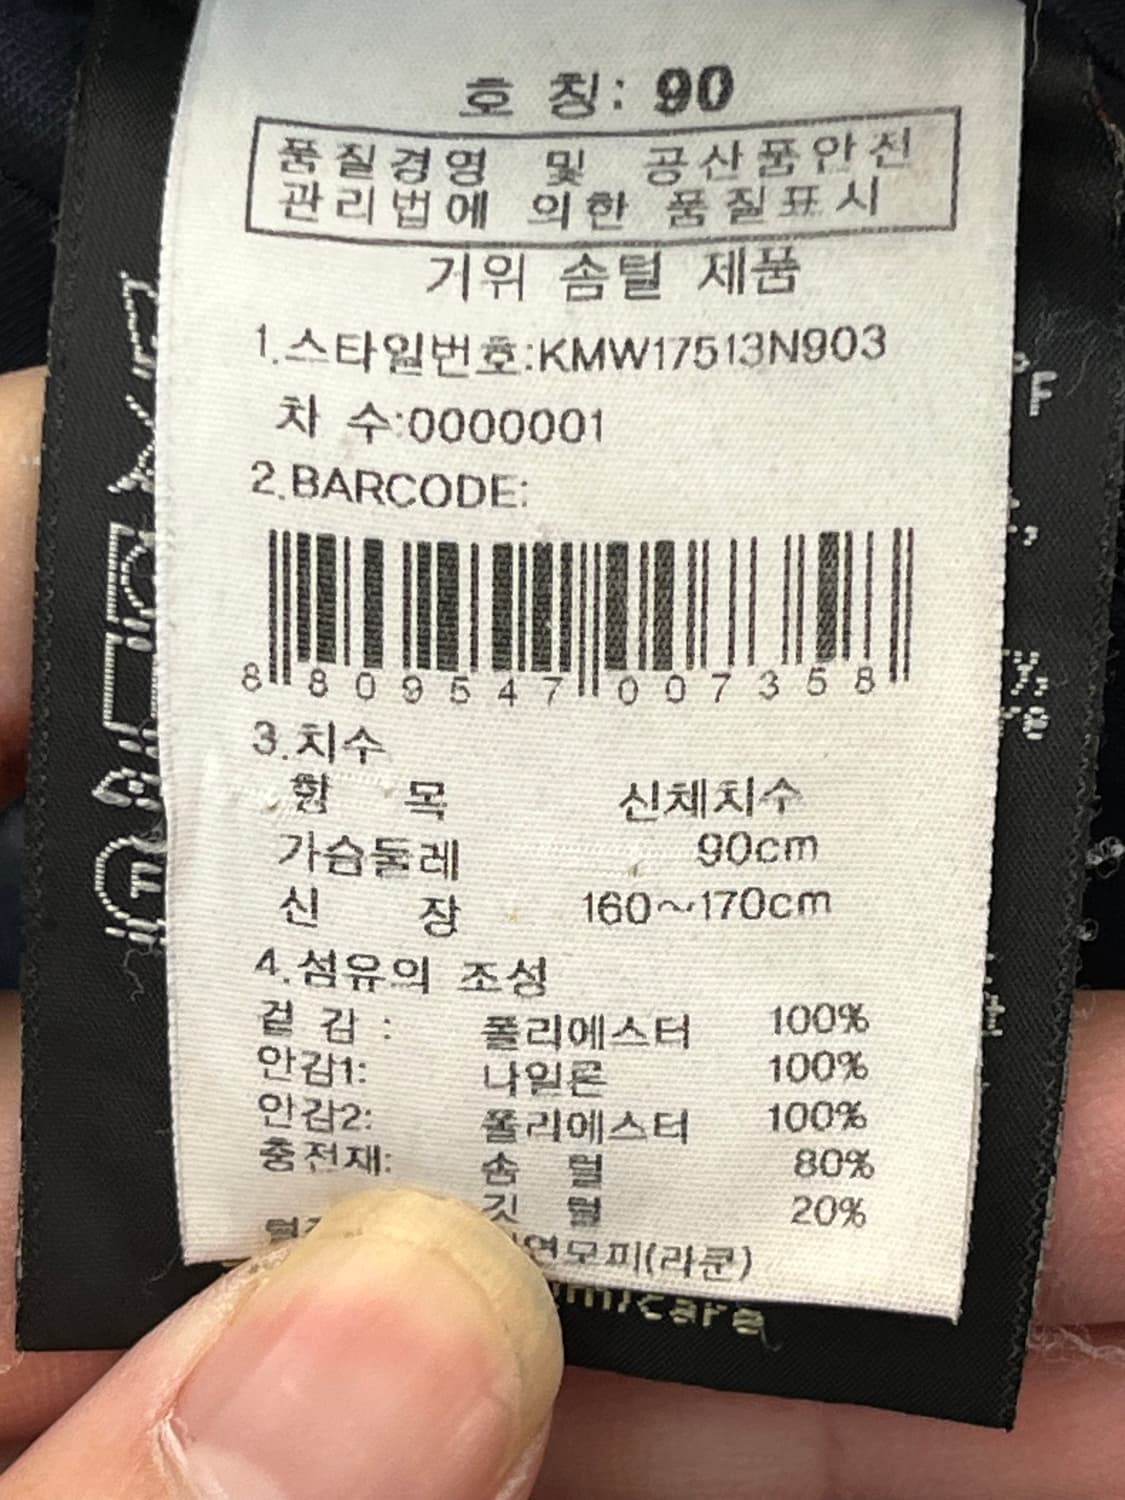 호 칭: 90
품질경영 및 공산품안전
관리법에 의한 품질표시
거위 솜털 제품
1.스타일번호:KMW17513N903
차 수:0000001
2.BARCODE:
8 809547 007358
3.치수
항 목 신체치수
가슴둘레 90cm
신 장 160~170cm
4.섬유의 조성
겉 감 : 폴리에스터 100%
안감1: 나일론 100%
안감2: 폴리에스터 100%
충전재: 솜 털 80%
깃 털 20%
연모피(라쿤)